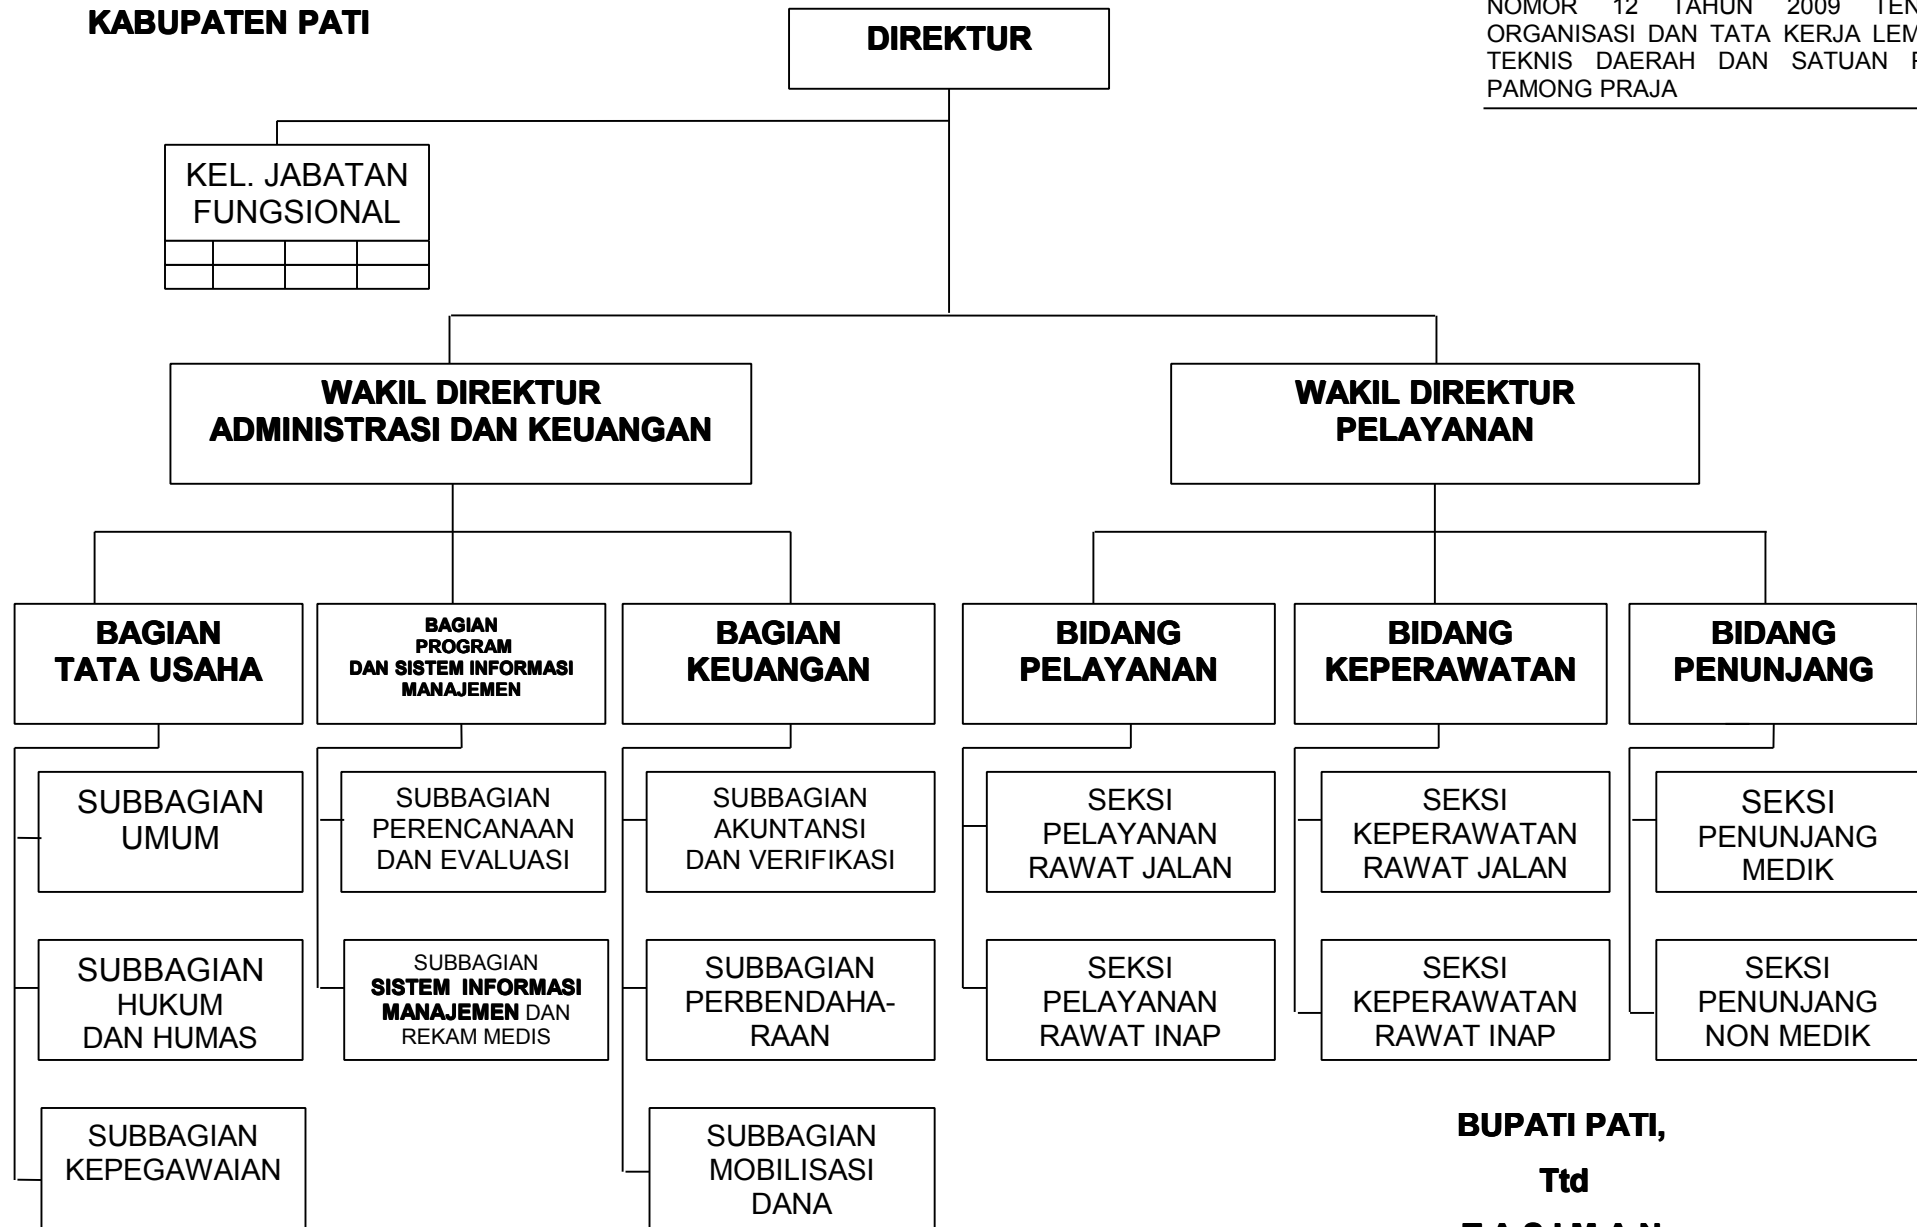 KABUPATEN PATI
DIREKTUR
NOMOR 12 TAHUN 2009
ORGANISASI DAN TATA KERJA
TEKNIS DAERAH DAN SATUAN
PAMONG PRAJA
KEL. JABATAN
FUNGSIONAL
WAKIL DIREKTUR
ADMINISTRASI DAN KEUANGAN
WAKIL DIREKTUR
PELAYANAN
BAGIAN
TATA USAHA
BAGIAN
PROGRAM
DAN SISTEM INFORMASI
MANAJEMEN
BAGIAN
KEUANGAN
BIDANG
PELAYANAN
BIDANG
KEPERAWATAN
BIDANG
PENUNJANG
SUBBAGIAN
UMUM
SUBBAGIAN
PERENCANAAN
DAN EVALUASI
SUBBAGIAN
AKUNTANSI
DAN VERIFIKASI
SEKSI
PELAYANAN
RAWAT JALAN
SEKSI
KEPERAWATAN
RAWAT JALAN
SEKSI
PENUNJANG
MEDIK
SUBBAGIAN
HUKUM
DAN HUMAS
SUBBAGIAN
SISTEM INFORMASI
MANAJEMEN DAN
REKAM MEDIS
SUBBAGIAN
PERBENDAHA-
RAAN
SEKSI
PELAYANAN
RAWAT INAP
SEKSI
KEPERAWATAN
RAWAT INAP
SEKSI
PENUNJANG
NON MEDIK
SUBBAGIAN
KEPEGAWAIAN
SUBBAGIAN
MOBILISASI
DANA
BUPATI PATI,
Ttd